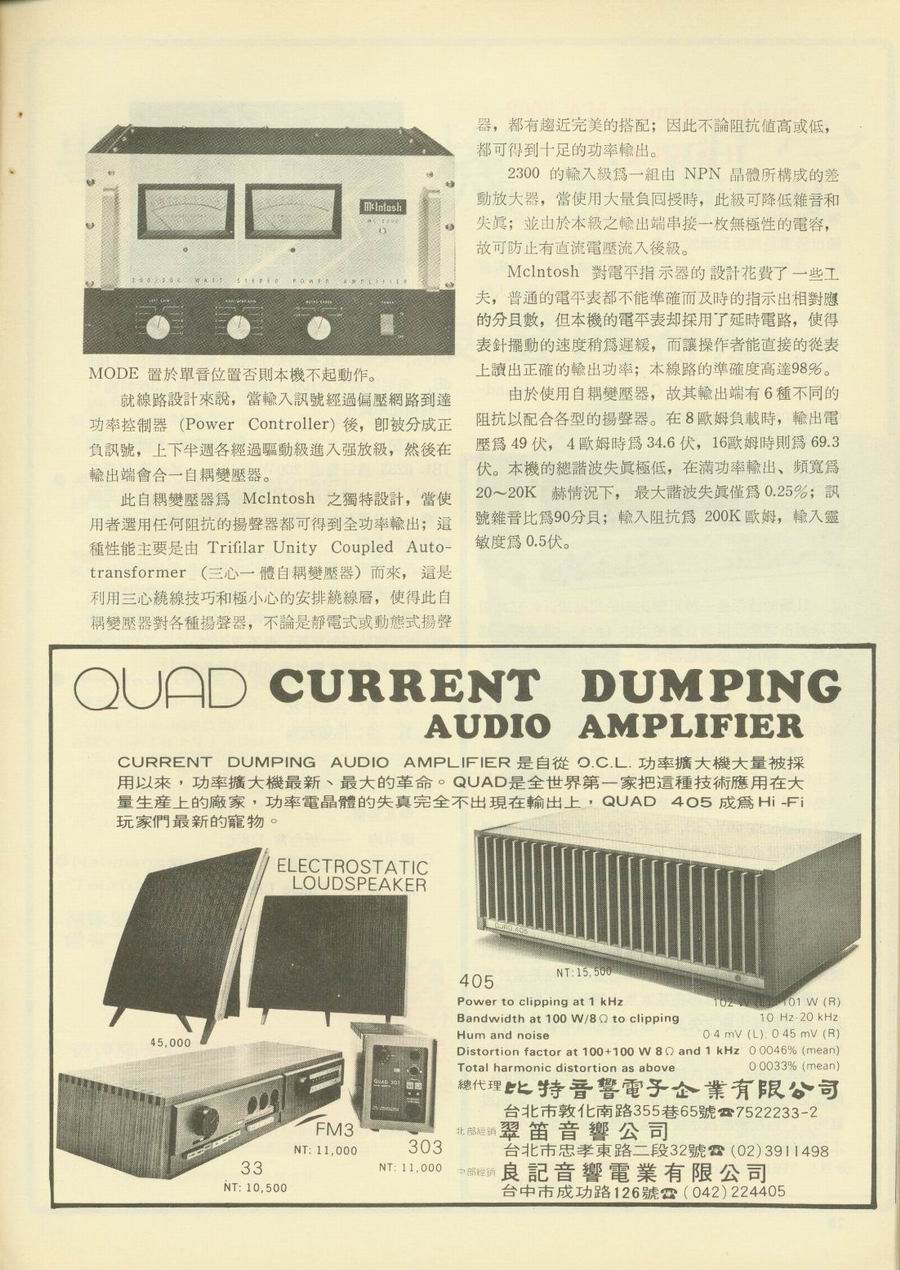 McIntosh
MC 2300
200/200 WATT STEREO POWER AMPLIFIER
LEFT GAIN
RIGHT GAIN
METER RANGE
POWER
MODE 置於單音位置否則本機不起動作。
就線路設計來說，當輸入訊號經過偏壓網路到達
功率控制器 (Power Controller) 後，即被分成正
負訊號，上下半週各經過驅動級進入强放級，然後在
輸出端會合一自耦變壓器。
此自耦變壓器爲 McIntosh 之獨特設計，當使
用者選用任何阻抗的揚聲器都可得到全功率輸出；這
種性能主要是由 Trifilar Unity Coupled Auto-
transformer （三心一體自耦變壓器）而來，這是
利用三心繞線技巧和極小心的安排繞線層，使得此自
耦變壓器對各種揚聲器，不論是靜電式或動態式揚聲
器，都有趨近完美的搭配；因此不論阻抗値高或低，
都可得到十足的功率輸出。
2300 的輸入級爲一組由 NPN 晶體所構成的差
動放大器，當使用大量負回授時，此級可降低雜音和
失眞；並由於本級之輸出端串接一枚無極性的電容，
故可防止有直流電壓流入後級。
McIntosh 對電平指示器的設計花費了一些工
夫，普通的電平表都不能準確而及時的指示出相對應
的分貝數，但本機的電平表却採用了延時電路，使得
表針擺動的速度稍爲遲緩，而讓操作者能直接的從表
上讀出正確的輸出功率；本線路的準確度高達98%。
由於使用自耦變壓器，故其輸出端有 6 種不同的
阻抗以配合各型的揚聲器。在 8 歐姆負載時，輸出電
壓爲 49 伏，4 歐姆時爲 34.6 伏，16歐姆時則爲 69.3
伏。本機的總諧波失眞極低，在滿功率輸出、頻寬爲
20～20K 赫情況下，最大諧波失眞僅爲 0.25%；訊
號雜音比爲90分貝；輸入阻抗爲 200K 歐姆，輸入靈
敏度爲 0.5伏。
QUAD CURRENT DUMPING
AUDIO AMPLIFIER
CURRENT DUMPING AUDIO AMPLIFIER 是自從 O.C.L. 功率擴大機大量被採
用以來，功率擴大機最新、最大的革命。QUAD是全世界第一家把這種技術應用在大
量生産上的廠家，功率電晶體的失真完全不出現在輸出上，QUAD 405 成爲 Hi-Fi
玩家們最新的寵物。
ELECTROSTATIC
LOUDSPEAKER
45,000
QUAD 405
NT:15,500
QUAD 303
FM3
NT: 11,000
303
NT: 11,000
33
NT: 10,500
405
Power to clipping at 1 kHz 102 W (L), 101 W (R)
Bandwidth at 100 W/8 Ω to clipping 10 Hz-20 kHz
Hum and noise 0.4 mV (L), 0.45 mV (R)
Distortion factor at 100+100 W 8 Ω and 1 kHz 0.0046% (mean)
Total harmonic distortion as above 0.0033% (mean)
總代理 比特音響電子企業有限公司
台北市敦化南路355巷65號☎7522233-2
北部經銷 翠笛音響公司
台北市忠孝東路二段32號☎ (02)3911498
中部經銷 良記音響電業有限公司
台中市成功路126號☎ (042)224405